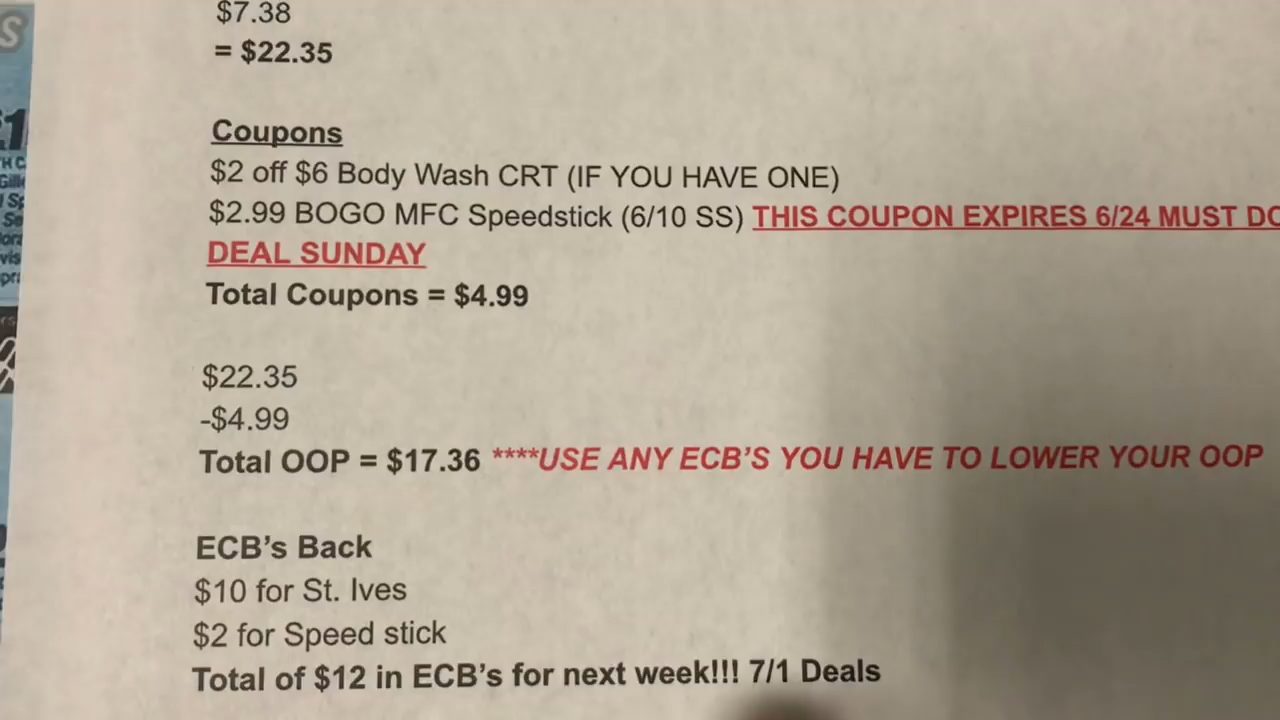 $7.38
= $22.35
Coupons
$2 off $6 Body Wash CRT (IF YOU HAVE ONE)
$2.99 BOGO MFC Speedstick (6/10 SS) THIS COUPON EXPIRES 6/24 MUST DO
DEAL SUNDAY
Total Coupons = $4.99
$22.35
-$4.99
Total OOP = $17.36 ****USE ANY ECB'S YOU HAVE TO LOWER YOUR OOP
ECB's Back
$10 for St. Ives
$2 for Speed stick
Total of $12 in ECB's for next week!!! 7/1 Deals